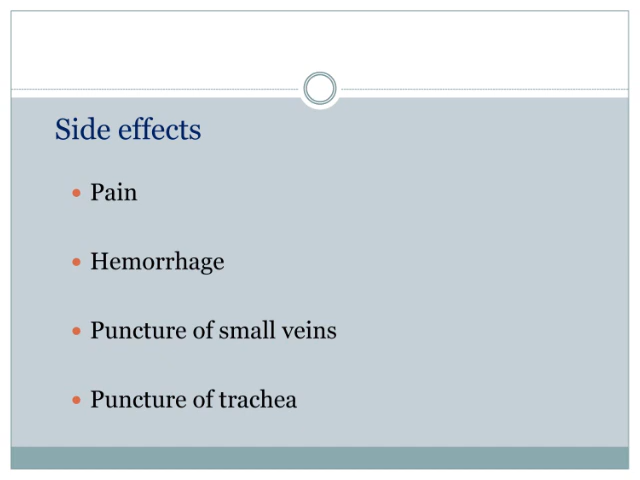 Side effects
• Pain
• Hemorrhage
• Puncture of small veins
• Puncture of trachea